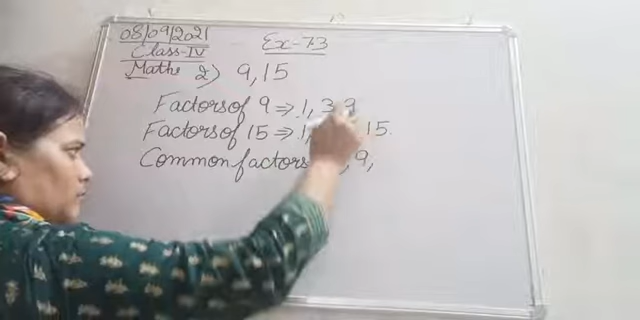 08/09/2021
Ex-7.3
Class-IV
Maths 2) 9,15
Factors of 9 ⇒ 1, 3 9
Factors of 15 ⇒ 1, 15.
Common factors , 9,